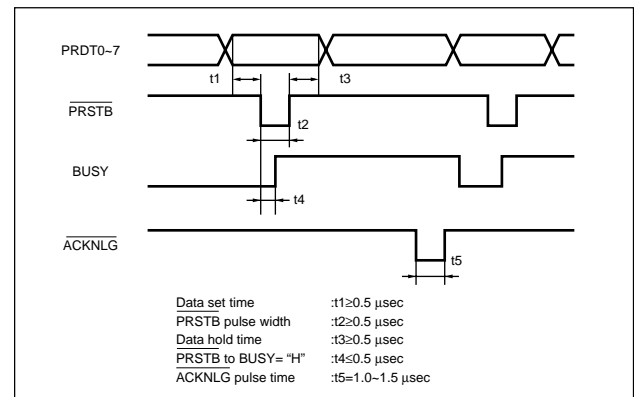 PRDT0~7
t1
t3
PRSTB
t2
BUSY
t4
ACKNLG
t5
Data set time :t1≥0.5 μsec
PRSTB pulse width :t2≥0.5 μsec
Data hold time :t3≥0.5 μsec
PRSTB to BUSY= “H” :t4≤0.5 μsec
ACKNLG pulse time :t5=1.0~1.5 μsec